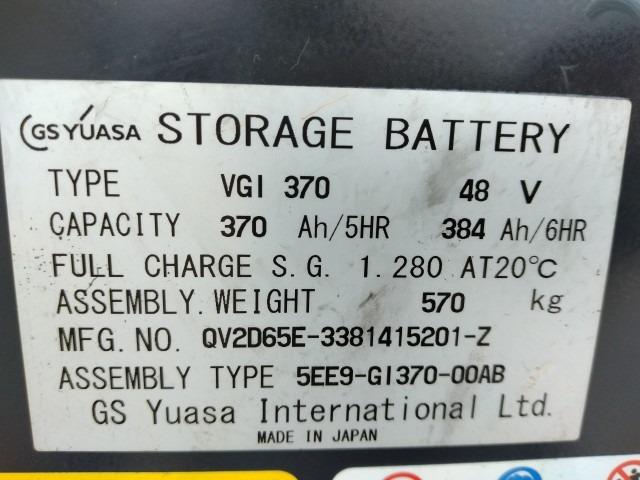 GS YUASA STORAGE BATTERY
TYPE VGI 370 48 V
CAPACITY 370 Ah/5HR 384 Ah/6HR
FULL CHARGE S.G. 1.280 AT20℃
ASSEMBLY.WEIGHT 570 kg
MFG.NO. QV2D65E-3381415201-Z
ASSEMBLY TYPE 5EE9-GI370-00AB
GS Yuasa International Ltd.
MADE IN JAPAN